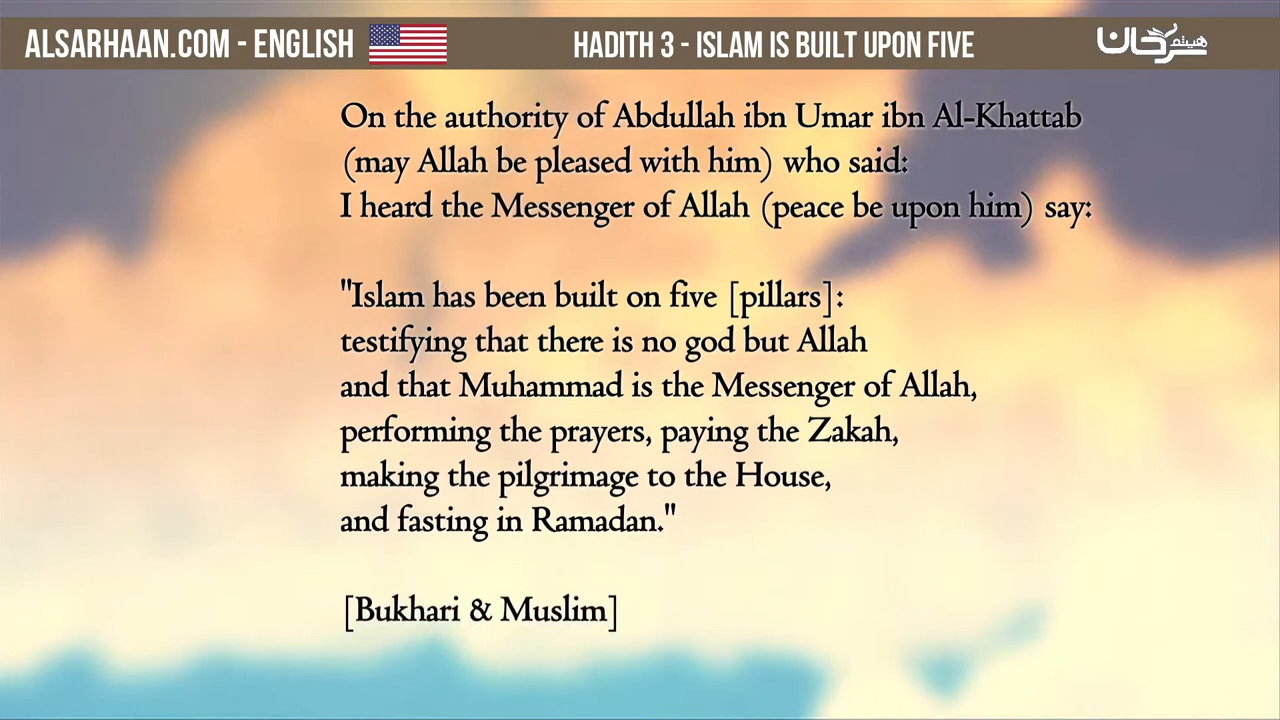 ALSARHAAN.COM - ENGLISH
HADITH 3 - ISLAM IS BUILT UPON FIVE
هيثم سرحان
On the authority of Abdullah ibn Umar ibn Al-Khattab
(may Allah be pleased with him) who said:
I heard the Messenger of Allah (peace be upon him) say:
"Islam has been built on five [pillars]:
testifying that there is no god but Allah
and that Muhammad is the Messenger of Allah,
performing the prayers, paying the Zakah,
making the pilgrimage to the House,
and fasting in Ramadan."
[Bukhari & Muslim]